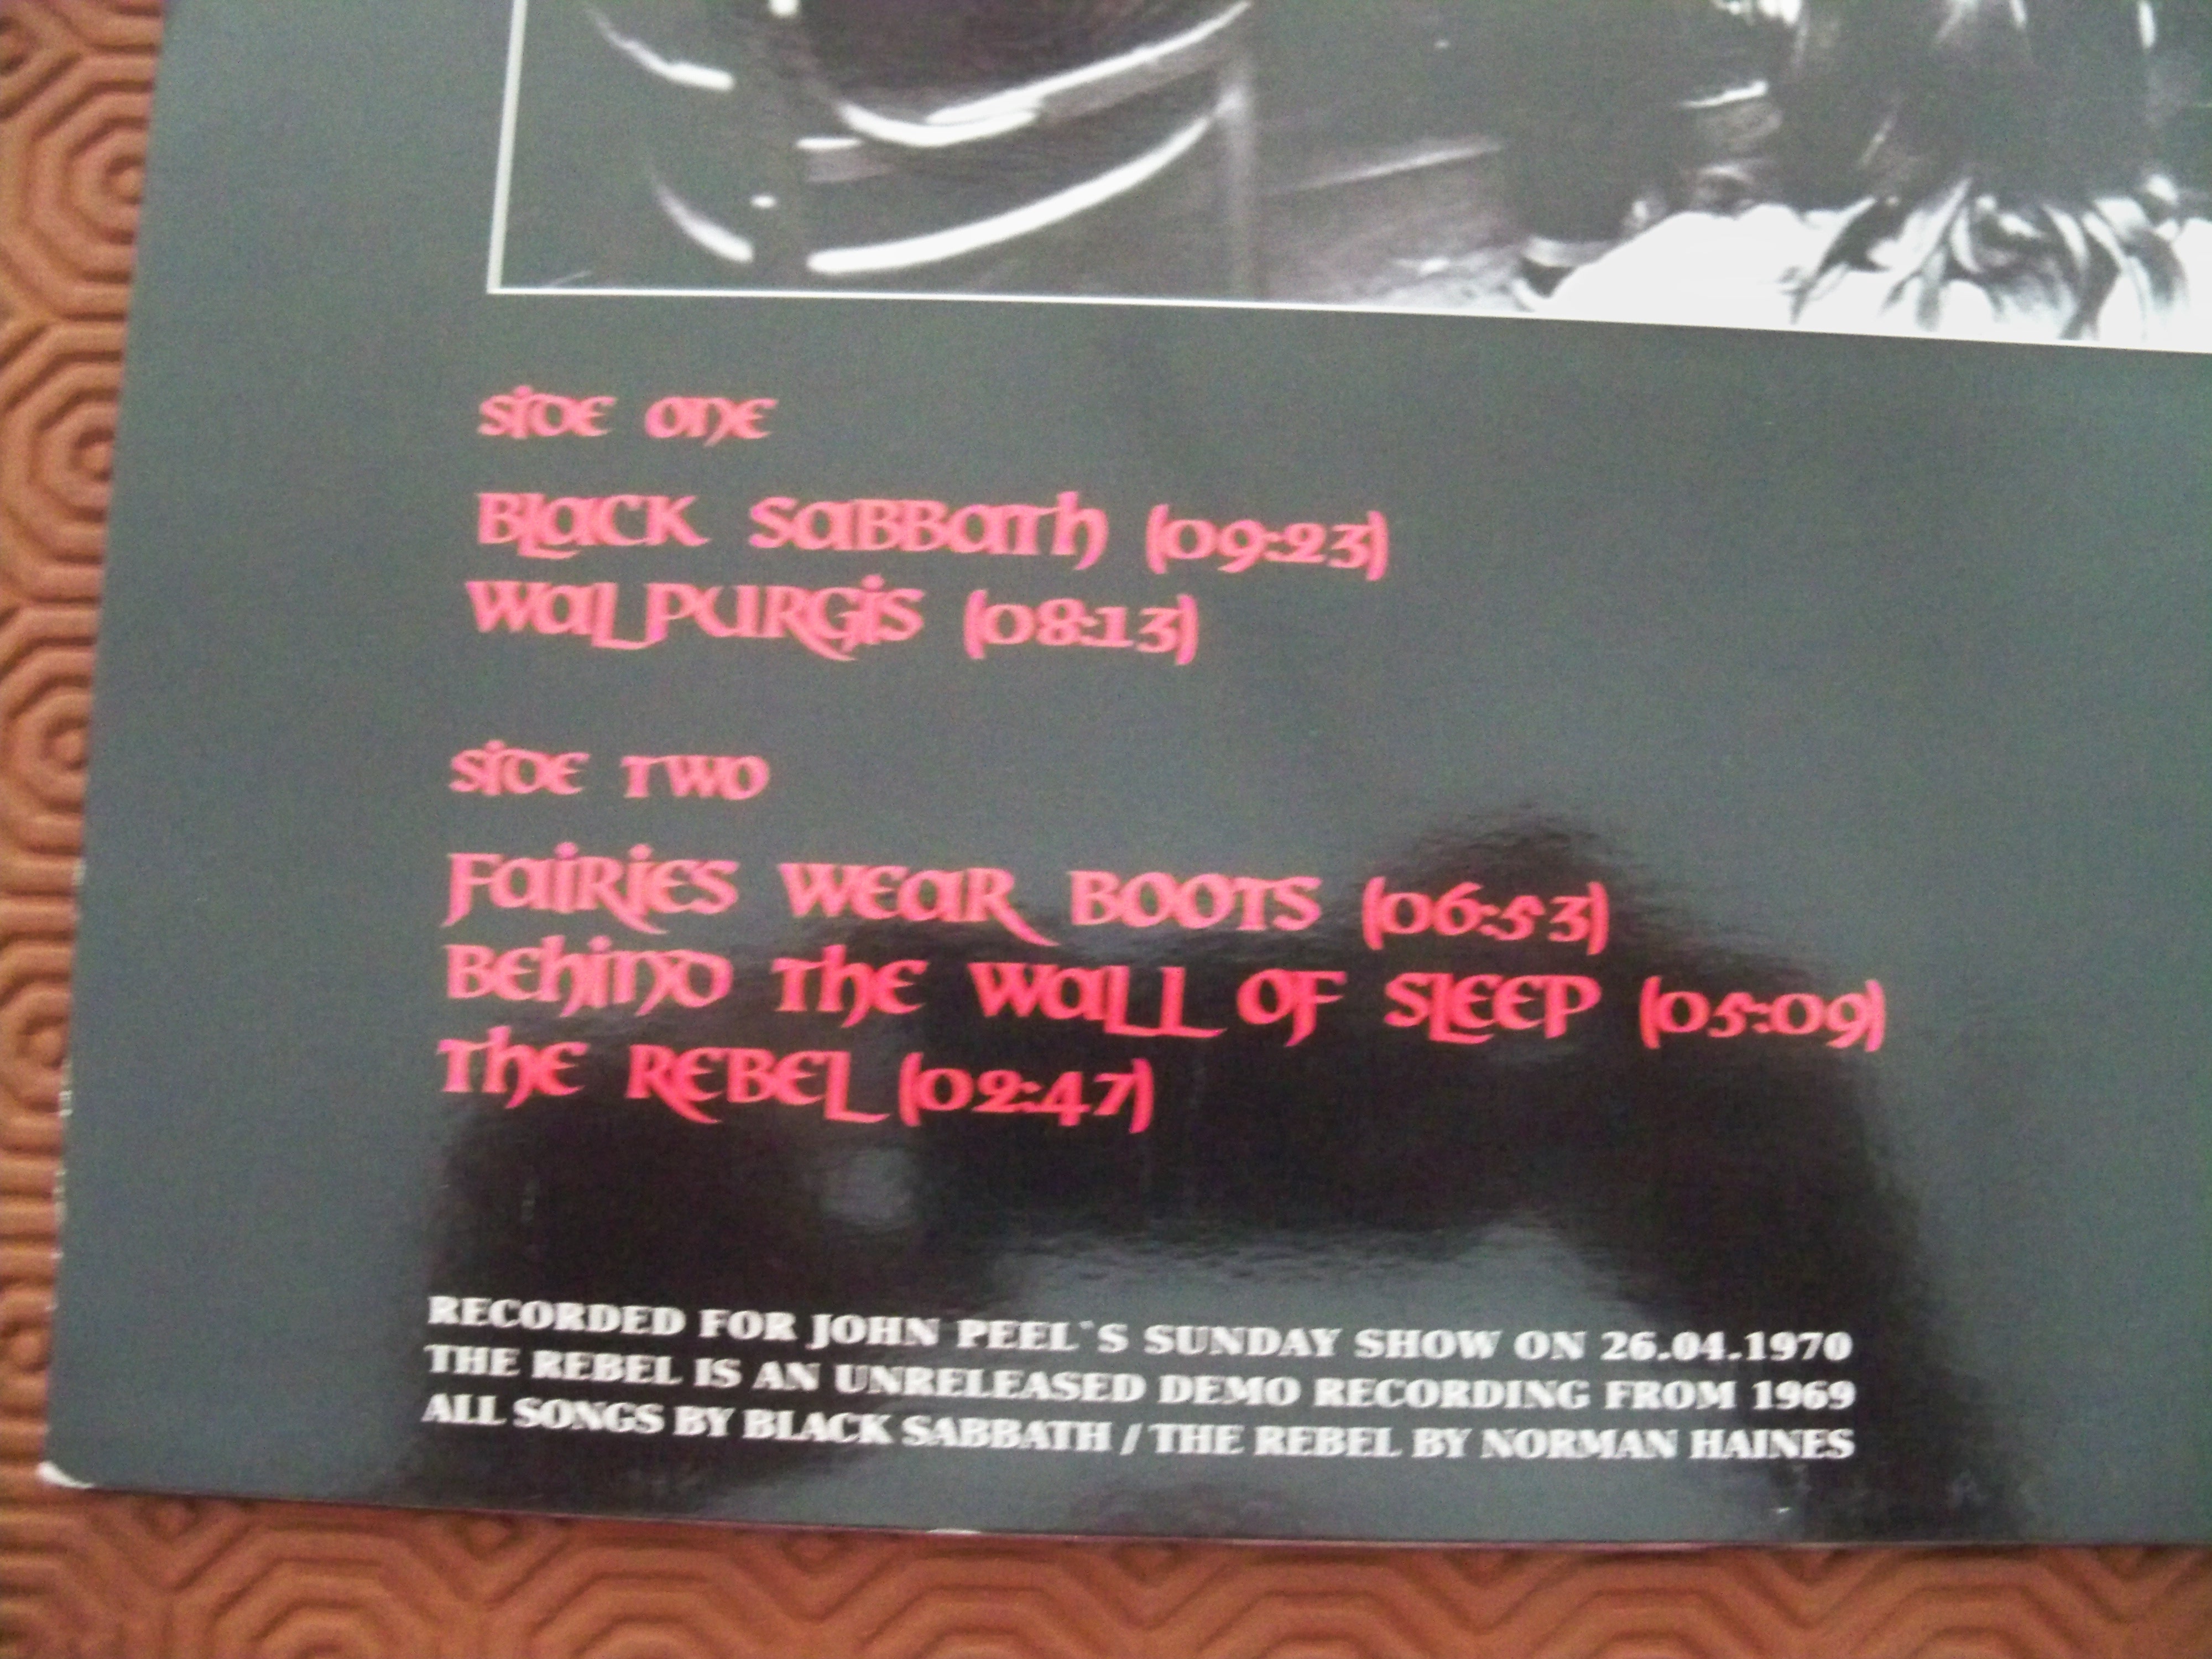 SIDE ONE
BLACK SABBATH (09:23)
WALPURGIS (08:13)
SIDE TWO
FAIRIES WEAR BOOTS (06:53)
BEHIND THE WALL OF SLEEP (05:09)
THE REBEL (02:47)
RECORDED FOR JOHN PEEL`S SUNDAY SHOW ON 26.04.1970
THE REBEL IS AN UNRELEASED DEMO RECORDING FROM 1969
ALL SONGS BY BLACK SABBATH / THE REBEL BY NORMAN HAINES